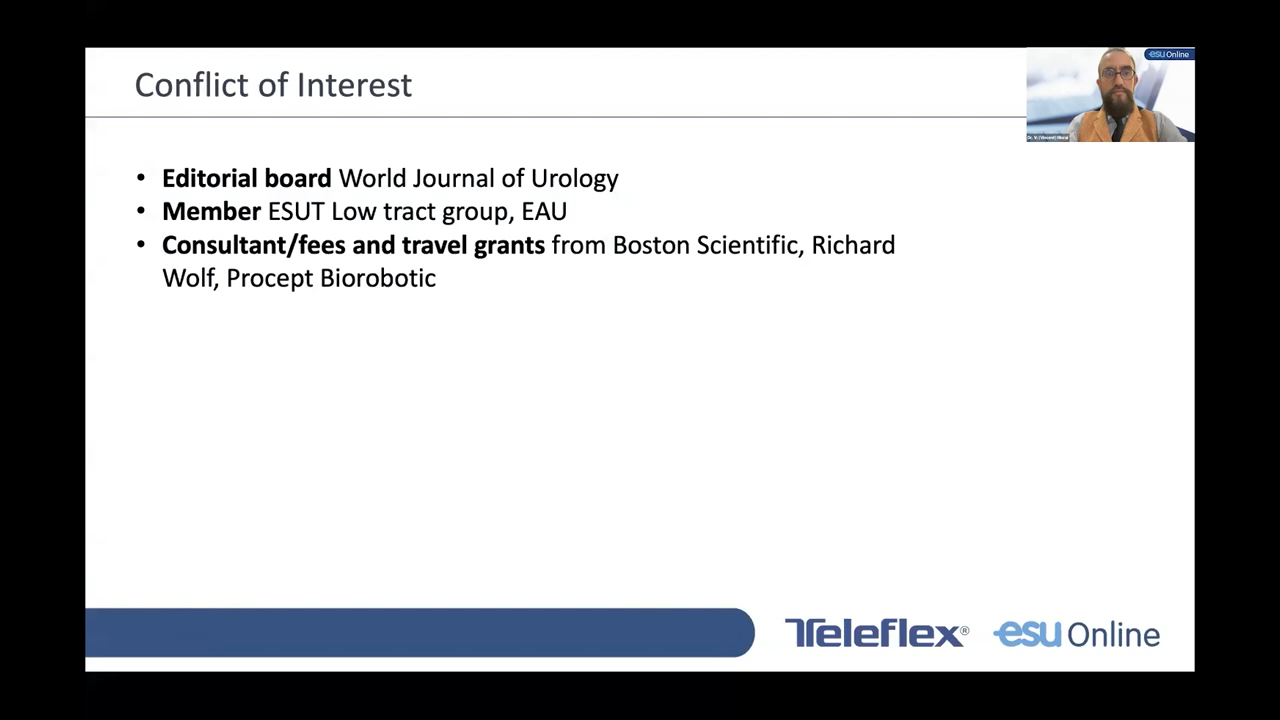 Conflict of Interest
esu Online
• Editorial board World Journal of Urology
• Member ESUT Low tract group, EAU
• Consultant/fees and travel grants from Boston Scientific, Richard
Wolf, Procept Biorobotic
Teleflex®
esu Online